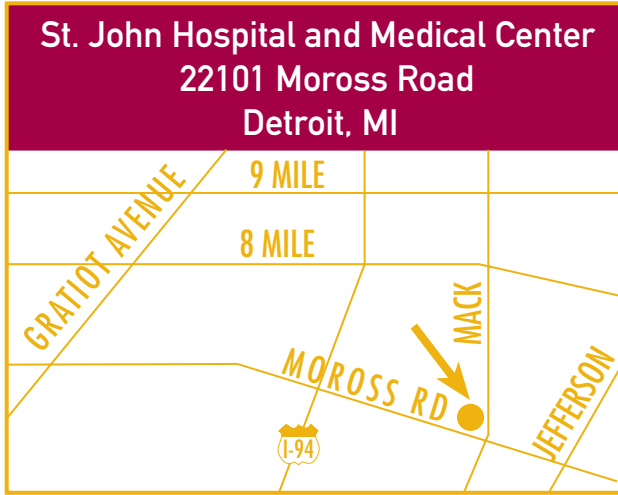 St. John Hospital and Medical Center
22101 Moross Road
Detroit, MI
9 MILE
GRATIOT AVENUE
8 MILE
MACK
MOROSS RD
JEFFERSON
I-94